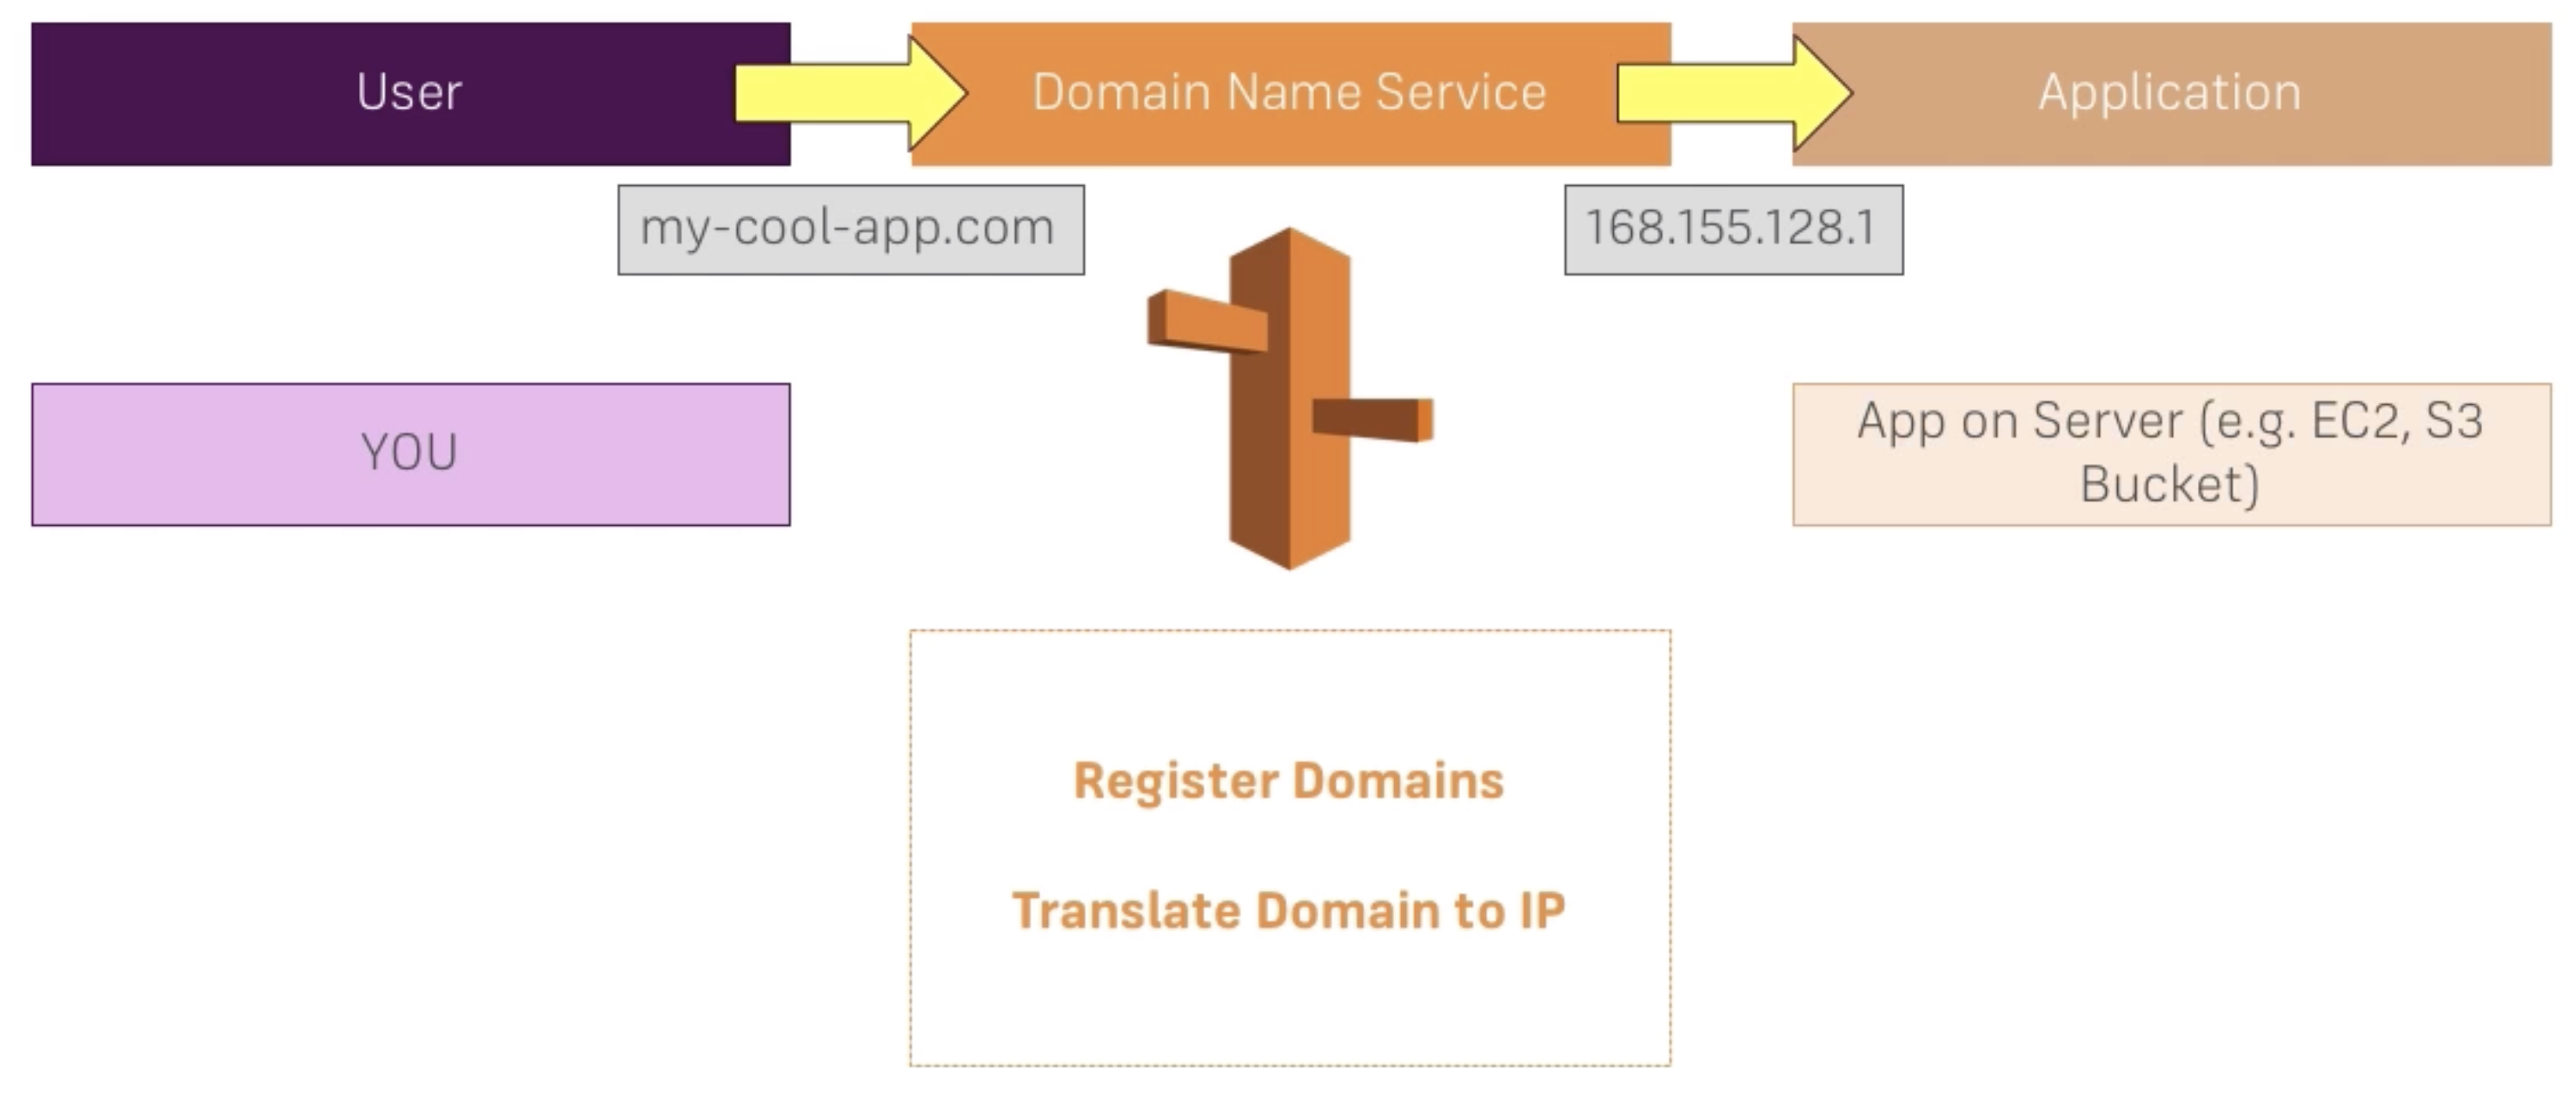 User
Domain Name Service
Application
my-cool-app.com
168.155.128.1
YOU
App on Server (e.g. EC2, S3
Bucket)
Register Domains
Translate Domain to IP